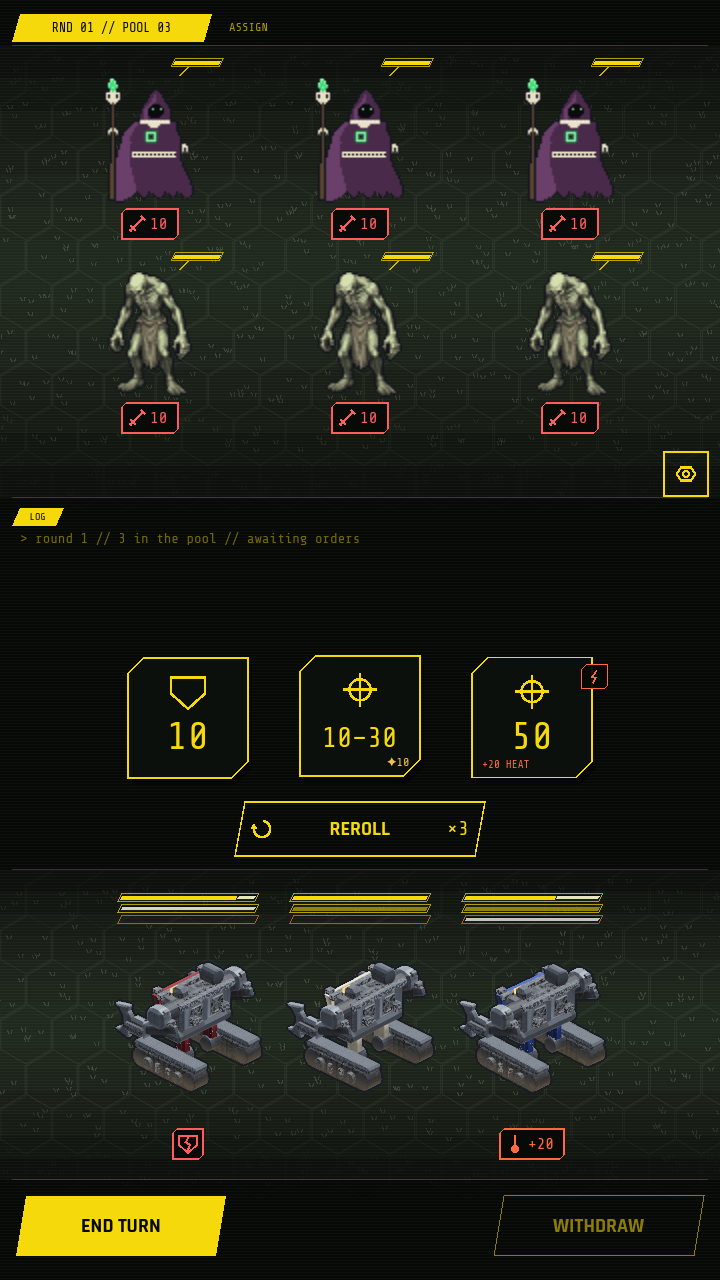 RND 01 // POOL 03 ASSIGN
10 10 10
10 10 10
LOG
> round 1 // 3 in the pool // awaiting orders
10 10–30 50
✦10 +20 HEAT
REROLL ×3
+20
END TURN WITHDRAW